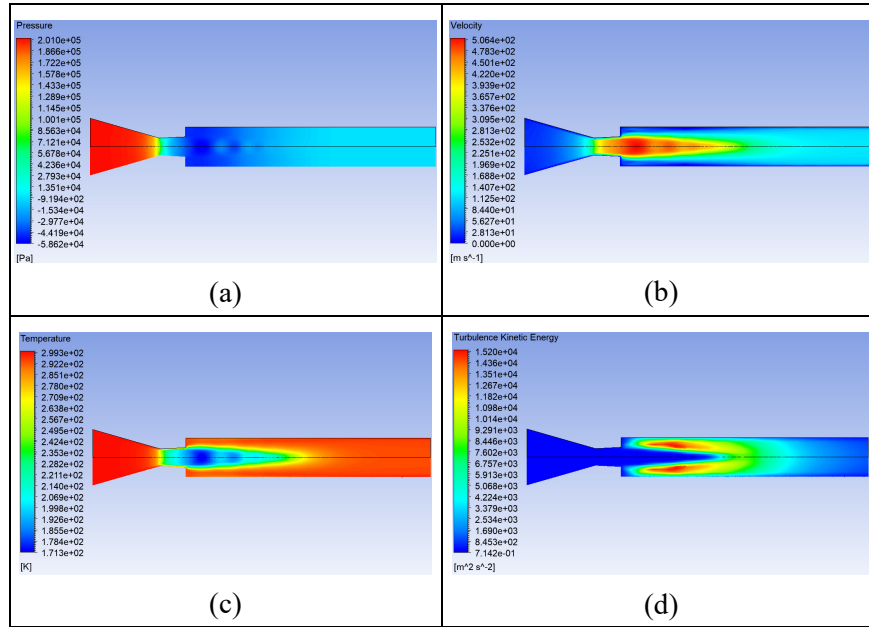 Pressure
2.010e+05
1.866e+05
1.722e+05
1.578e+05
1.433e+05
1.289e+05
1.145e+05
1.001e+05
8.563e+04
7.121e+04
5.678e+04
4.236e+04
2.793e+04
1.351e+04
-9.194e+02
-1.534e+04
-2.977e+04
-4.419e+04
-5.862e+04
[Pa]
(a)
Velocity
5.064e+02
4.783e+02
4.501e+02
4.220e+02
3.939e+02
3.657e+02
3.376e+02
3.095e+02
2.813e+02
2.532e+02
2.251e+02
1.969e+02
1.688e+02
1.407e+02
1.125e+02
8.440e+01
5.627e+01
2.813e+01
0.000e+00
[m s^-1]
(b)
Temperature
2.993e+02
2.922e+02
2.851e+02
2.780e+02
2.709e+02
2.638e+02
2.567e+02
2.495e+02
2.424e+02
2.353e+02
2.282e+02
2.211e+02
2.140e+02
2.069e+02
1.998e+02
1.926e+02
1.855e+02
1.784e+02
1.713e+02
[K]
(c)
Turbulence Kinetic Energy
1.520e+04
1.436e+04
1.351e+04
1.267e+04
1.182e+04
1.098e+04
1.014e+04
9.291e+03
8.446e+03
7.602e+03
6.757e+03
5.913e+03
5.068e+03
4.224e+03
3.379e+03
2.534e+03
1.690e+03
8.453e+02
7.142e-01
[m^2 s^-2]
(d)